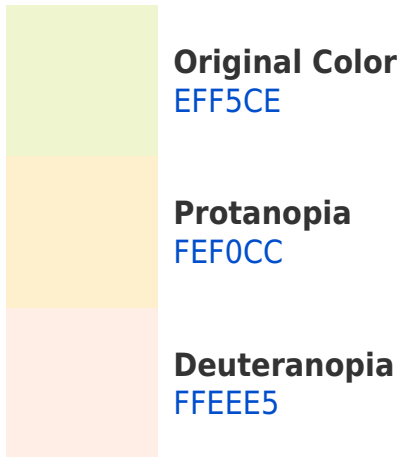 Original Color
EFF5CE
Protanopia
FEF0CC
Deuteranopia
FFEEE5